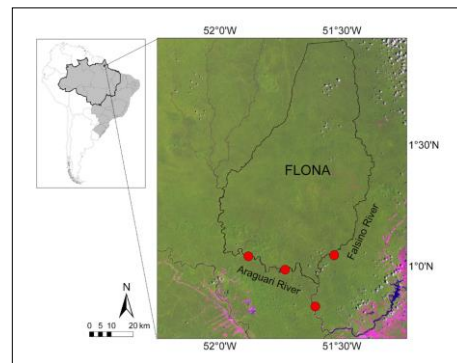 52°0'W 51°30'W
FLONA
1°30'N
Falsino River
Araguari River
1°0'N
N
0 5 10 20 km
52°0'W 51°30'W